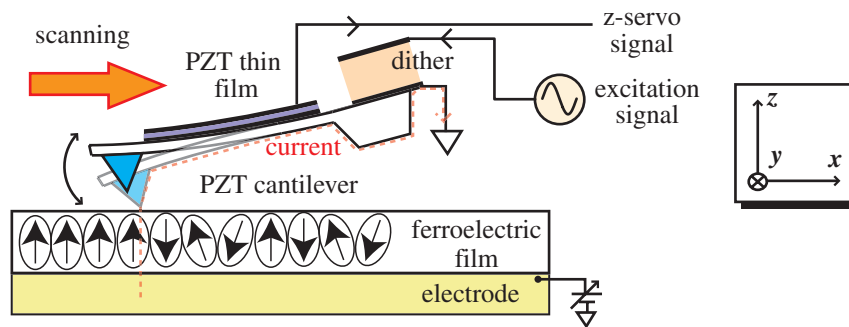 scanning
PZT thin
film
dither
z-servo
signal
excitation
signal
current
PZT cantilever
ferroelectric
film
electrode
z
y
x